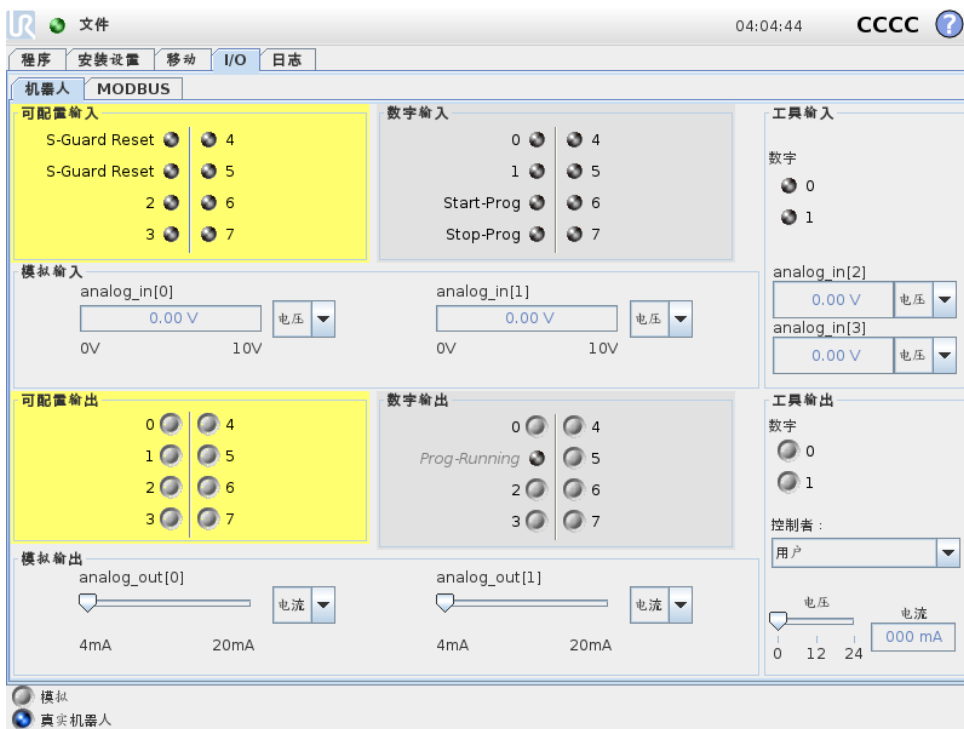 UR 文件 04:04:44 CCCC ?
程序 安装设置 移动 I/O 日志
机器人 MODBUS
可配置输入
S-Guard Reset 4
S-Guard Reset 5
2 6
3 7
数字输入
0 4
1 5
Start-Prog 6
Stop-Prog 7
工具输入
数字
0
1
analog_in[2]
0.00 V 电压
analog_in[3]
0.00 V 电压
模拟输入
analog_in[0]
0.00 V 电压
0V 10V
analog_in[1]
0.00 V 电压
0V 10V
可配置输出
0 4
1 5
2 6
3 7
数字输出
0 4
Prog-Running 5
2 6
3 7
工具输出
数字
0
1
控制者：
用户
电压
0 12 24
电流
000 mA
模拟输出
analog_out[0]
电流
4mA 20mA
analog_out[1]
电流
4mA 20mA
模拟
真实机器人